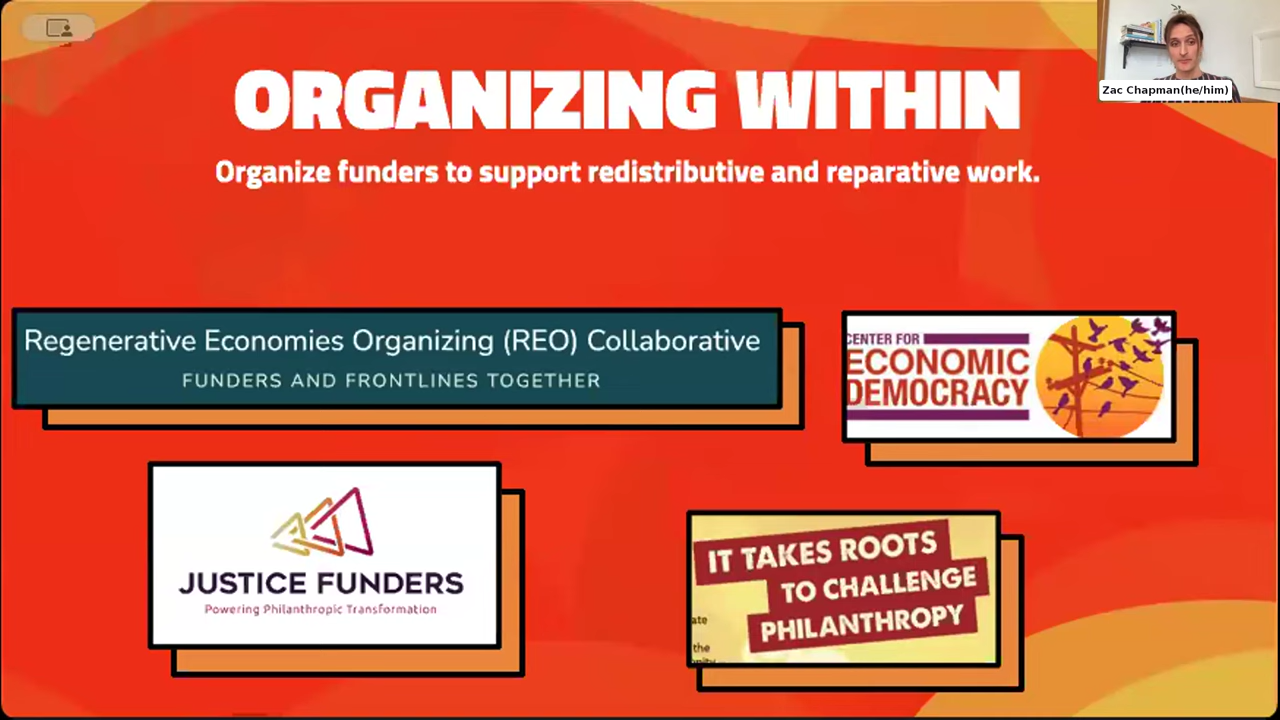 Zac Chapman(he/him)
ORGANIZING WITHIN
Organize funders to support redistributive and reparative work.
Regenerative Economies Organizing (REO) Collaborative
FUNDERS AND FRONTLINES TOGETHER
CENTER FOR
ECONOMIC
DEMOCRACY
JUSTICE FUNDERS
Powering Philanthropic Transformation
IT TAKES ROOTS
TO CHALLENGE
PHILANTHROPY
ate
the